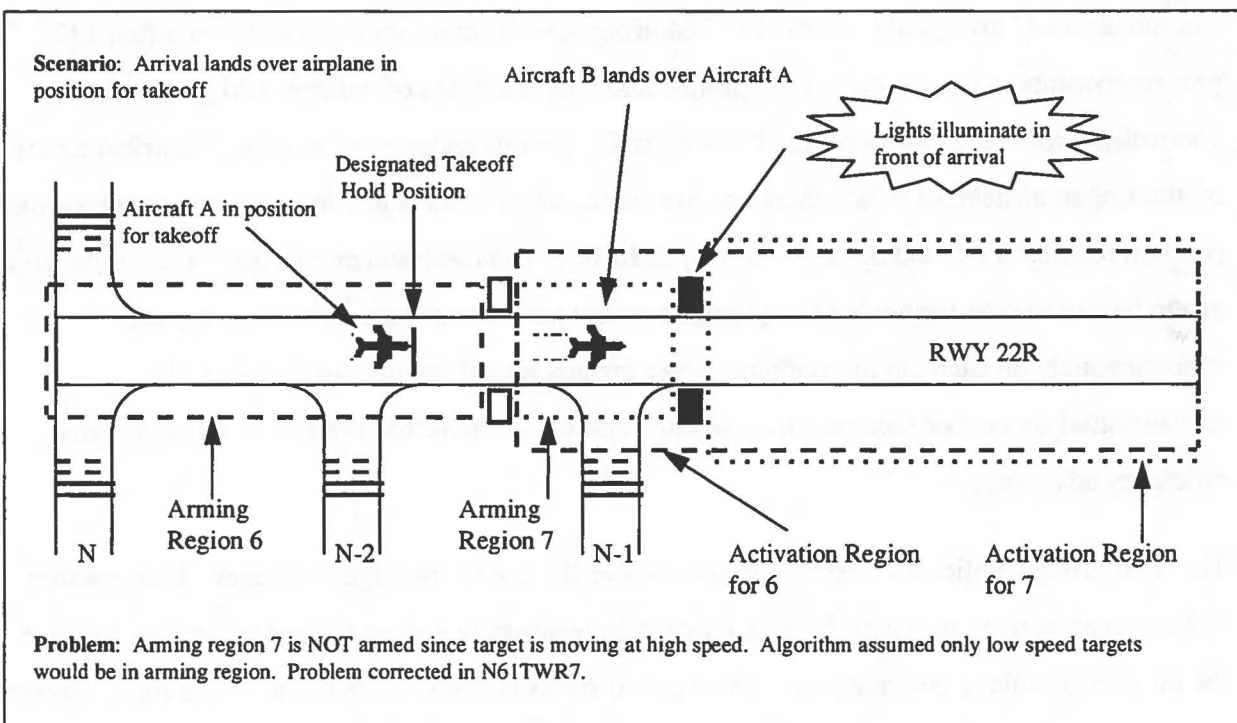 Scenario: Arrival lands over airplane in
position for takeoff
Aircraft B lands over Aircraft A
Lights illuminate in
front of arrival
Designated Takeoff
Hold Position
Aircraft A in position
for takeoff
RWY 22R
Arming
Region 6
Arming
Region 7
N
N-2
N-1
Activation Region
for 6
Activation Region
for 7
Problem: Arming region 7 is NOT armed since target is moving at high speed. Algorithm assumed only low speed targets
would be in arming region. Problem corrected in N61TWR7.